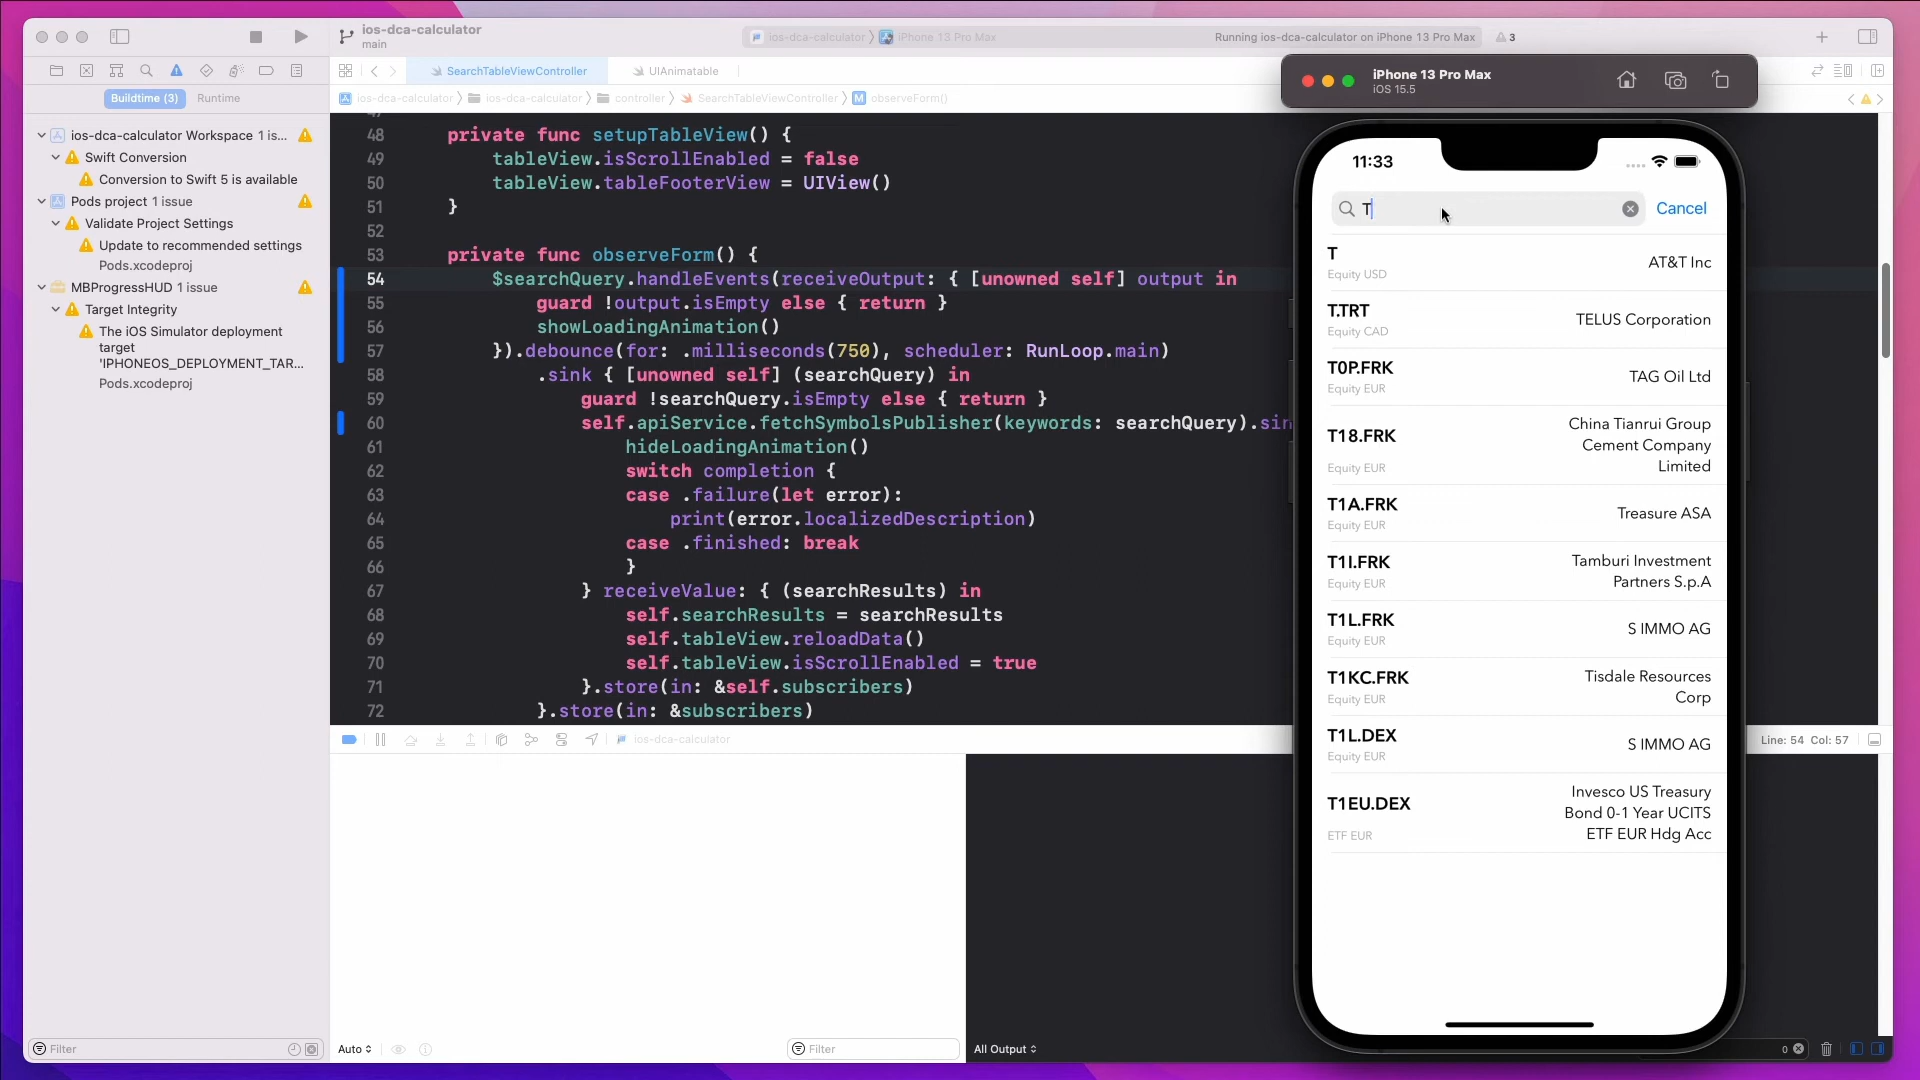 ios-dca-calculator
main
ios-dca-calculator
iPhone 13 Pro Max
Running ios-dca-calculator on iPhone 13 Pro Max
3
SearchTableViewController
UIAnimatable
Buildtime (3)
Runtime
ios-dca-calculator
ios-dca-calculator
controller
SearchTableViewController
M
observeForm()
ios-dca-calculator Workspace 1 is...
Swift Conversion
Conversion to Swift 5 is available
Pods project 1 issue
Validate Project Settings
Update to recommended settings
Pods.xcodeproj
MBProgressHUD 1 issue
Target Integrity
The iOS Simulator deployment
target
'IPHONEOS_DEPLOYMENT_TAR...
Pods.xcodeproj
Filter
48 private func setupTableView() {
49 tableView.isScrollEnabled = false
50 tableView.tableFooterView = UIView()
51 }
52
53 private func observeForm() {
54 $searchQuery.handleEvents(receiveOutput: { [unowned self] output in
55 guard !output.isEmpty else { return }
56 showLoadingAnimation()
57 }).debounce(for: .milliseconds(750), scheduler: RunLoop.main)
58 .sink { [unowned self] (searchQuery) in
59 guard !searchQuery.isEmpty else { return }
60 self.apiService.fetchSymbolsPublisher(keywords: searchQuery).sin
61 hideLoadingAnimation()
62 switch completion {
63 case .failure(let error):
64 print(error.localizedDescription)
65 case .finished: break
66 }
67 } receiveValue: { (searchResults) in
68 self.searchResults = searchResults
69 self.tableView.reloadData()
70 self.tableView.isScrollEnabled = true
71 }.store(in: &self.subscribers)
72 }.store(in: &subscribers)
ios-dca-calculator
Line: 54 Col: 57
Auto
Filter
All Output
0
iPhone 13 Pro Max
iOS 15.5
11:33
T
Cancel
T
Equity USD
AT&T Inc
T.TRT
Equity CAD
TELUS Corporation
T0P.FRK
Equity EUR
TAG Oil Ltd
T18.FRK
Equity EUR
China Tianrui Group
Cement Company
Limited
T1A.FRK
Equity EUR
Treasure ASA
T1I.FRK
Equity EUR
Tamburi Investment
Partners S.p.A
T1L.FRK
Equity EUR
S IMMO AG
T1KC.FRK
Equity EUR
Tisdale Resources
Corp
T1L.DEX
Equity EUR
S IMMO AG
T1EU.DEX
ETF EUR
Invesco US Treasury
Bond 0-1 Year UCITS
ETF EUR Hdg Acc